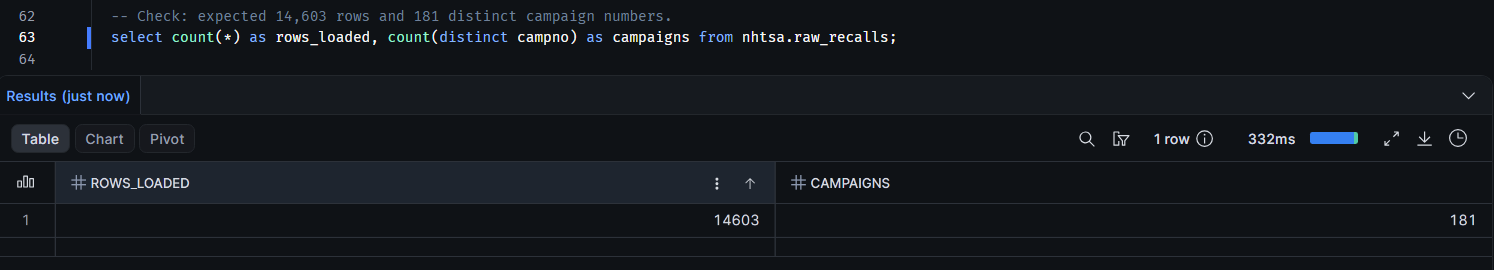 62 -- Check: expected 14,603 rows and 181 distinct campaign numbers.
63 select count(*) as rows_loaded, count(distinct campno) as campaigns from nhtsa.raw_recalls;
64
Results (just now)
Table Chart Pivot 1 row 332ms
ROWS_LOADED CAMPAIGNS
1 14603 181